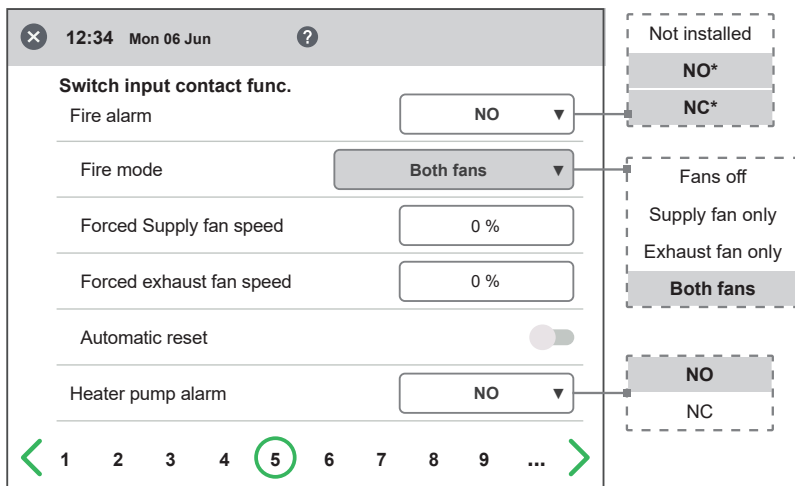 12:34 Mon 06 Jun ?
Switch input contact func.
Fire alarm NO ▼
Fire mode Both fans ▼
Forced Supply fan speed 0 %
Forced exhaust fan speed 0 %
Automatic reset
Heater pump alarm NO ▼
1 2 3 4 5 6 7 8 9 ...
Not installed
NO*
NC*
Fans off
Supply fan only
Exhaust fan only
Both fans
NO
NC